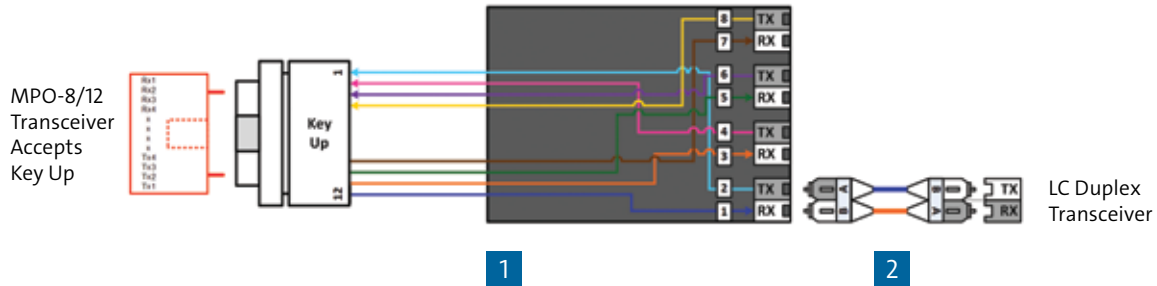 MPO-8/12
Transceiver
Accepts
Key Up
Rx1
Rx2
Rx3
Rx4
x
x
x
x
Tx4
Tx3
Tx2
Tx1
1
Key
Up
12
8 TX
7 RX
6 TX
5 RX
4 TX
3 RX
2 TX
1 RX
A B
B A
TX
RX
LC Duplex
Transceiver
1
2